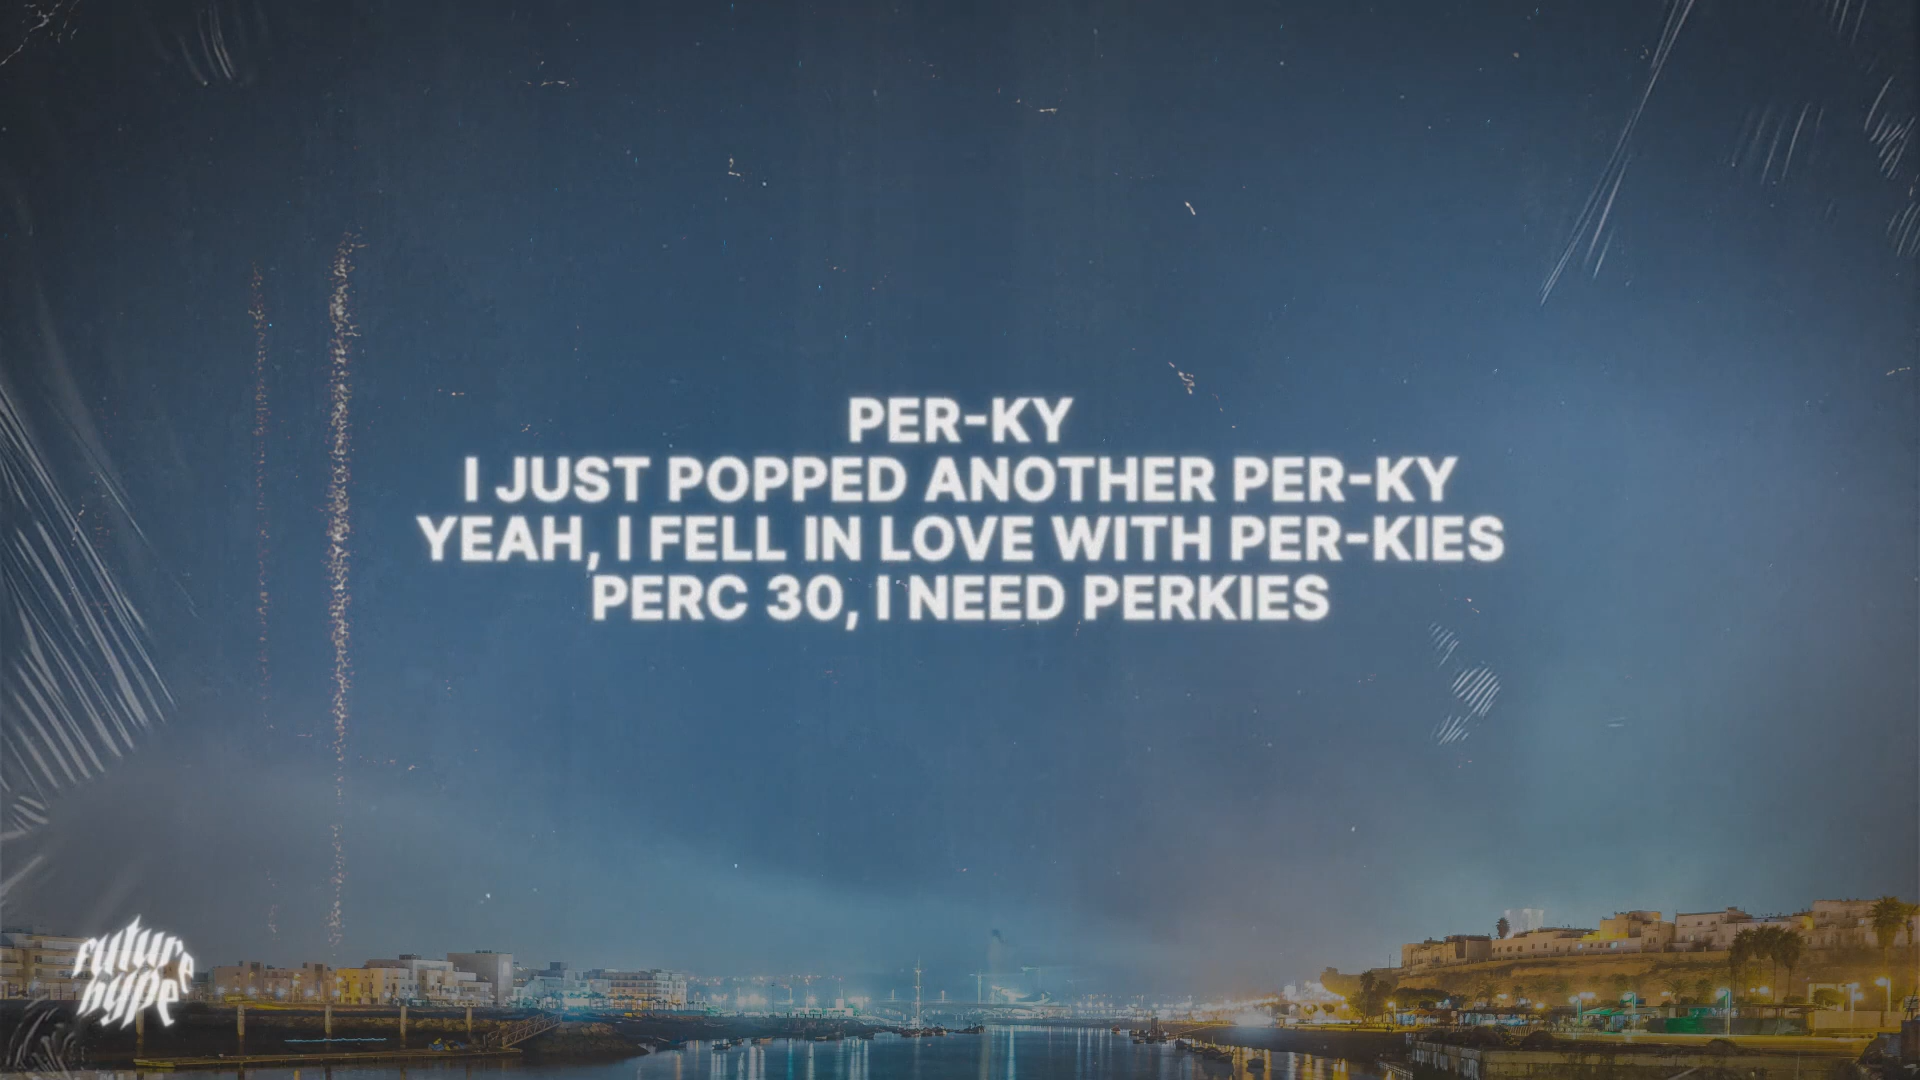 PER-KY
I JUST POPPED ANOTHER PER-KY
YEAH, I FELL IN LOVE WITH PER-KIES
PERC 30, I NEED PERKIES
future
hype